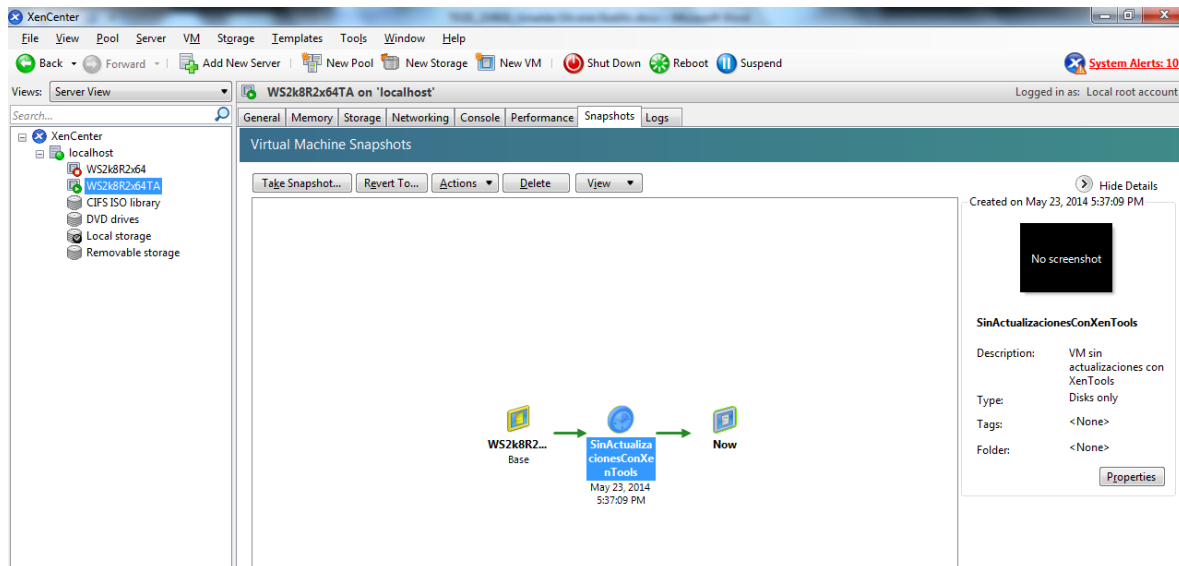 XenCenter
File View Pool Server VM Storage Templates Tools Window Help
Back Forward Add New Server New Pool New Storage New VM Shut Down Reboot Suspend System Alerts: 10
Views: Server View WS2k8R2x64TA on 'localhost' Logged in as: Local root account
Search... General Memory Storage Networking Console Performance Snapshots Logs
XenCenter
localhost
WS2k8R2x64
WS2k8R2x64TA
CIFS ISO library
DVD drives
Local storage
Removable storage
Virtual Machine Snapshots
Take Snapshot... Revert To... Actions Delete View Hide Details
Created on May 23, 2014 5:37:09 PM
No screenshot
SinActualizacionesConXenTools
Description: VM sin
actualizaciones con
XenTools
Type: Disks only
Tags: <None>
Folder: <None>
Properties
WS2k8R2...
Base
SinActualiza
cionesConXe
nTools
May 23, 2014
5:37:09 PM
Now